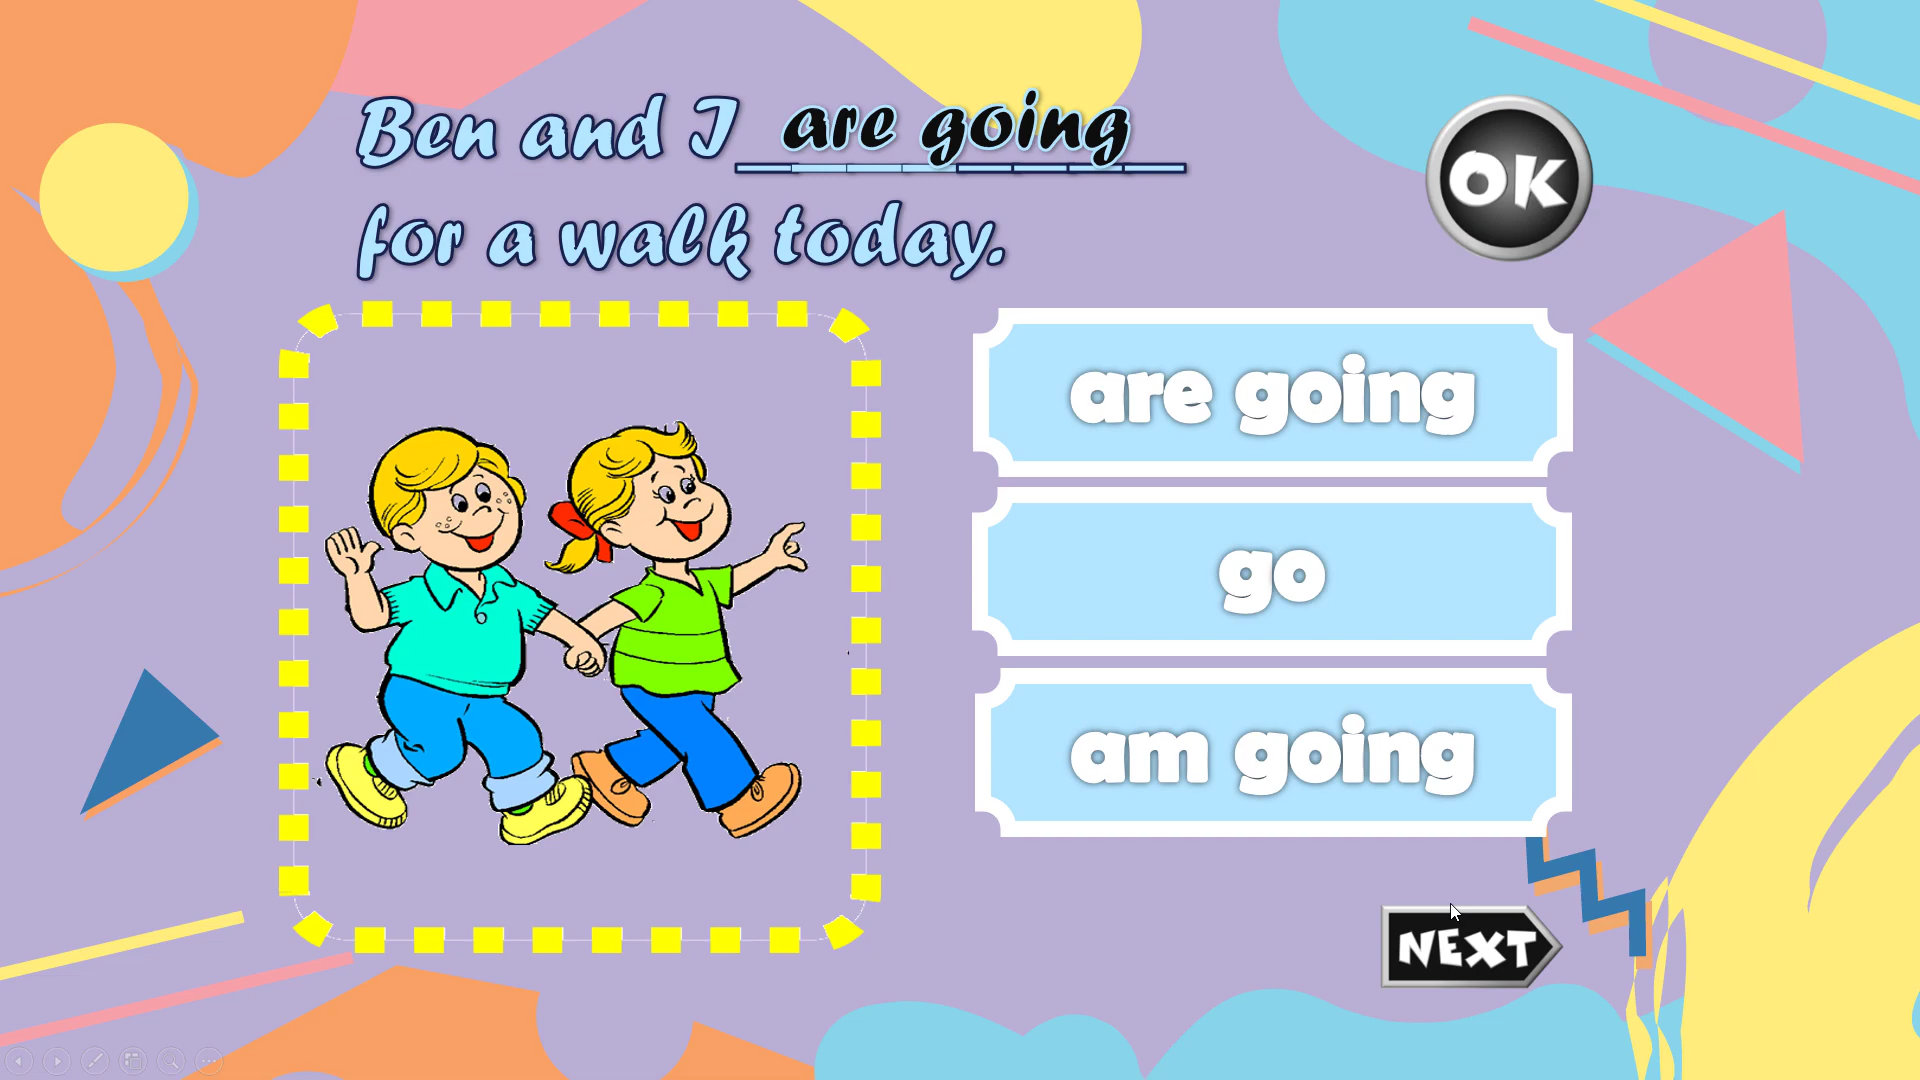 Ben and I are going
for a walk today.
OK
are going
go
am going
NEXT